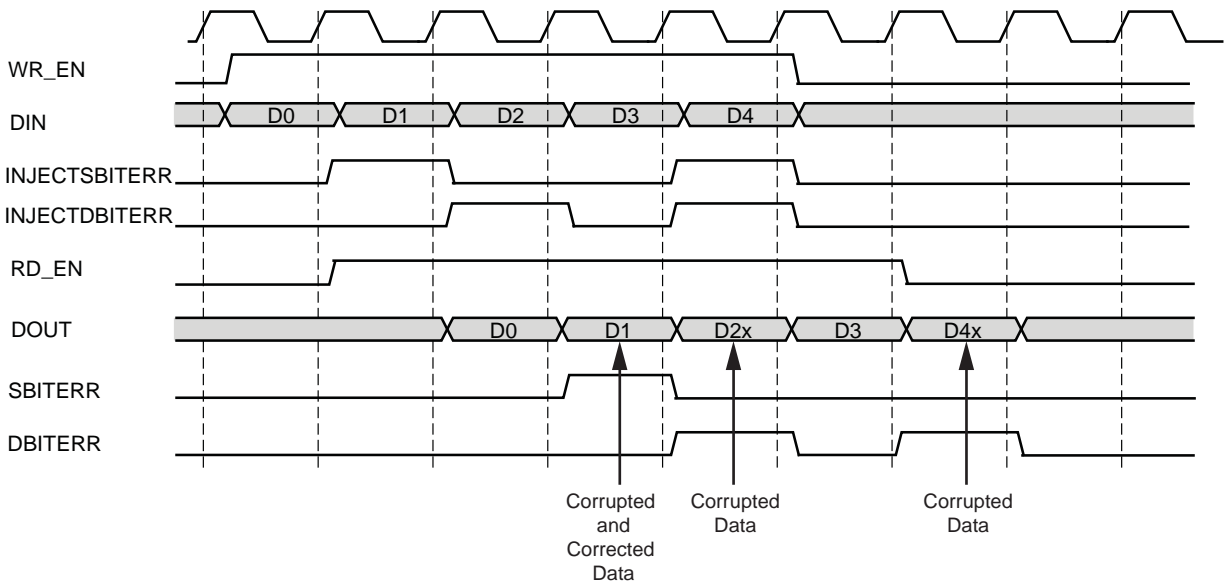 WR_EN
DIN
D0 D1 D2 D3 D4
INJECTSBITERR
INJECTDBITERR
RD_EN
DOUT
D0 D1 D2x D3 D4x
SBITERR
DBITERR
Corrupted
and
Corrected
Data
Corrupted
Data
Corrupted
Data